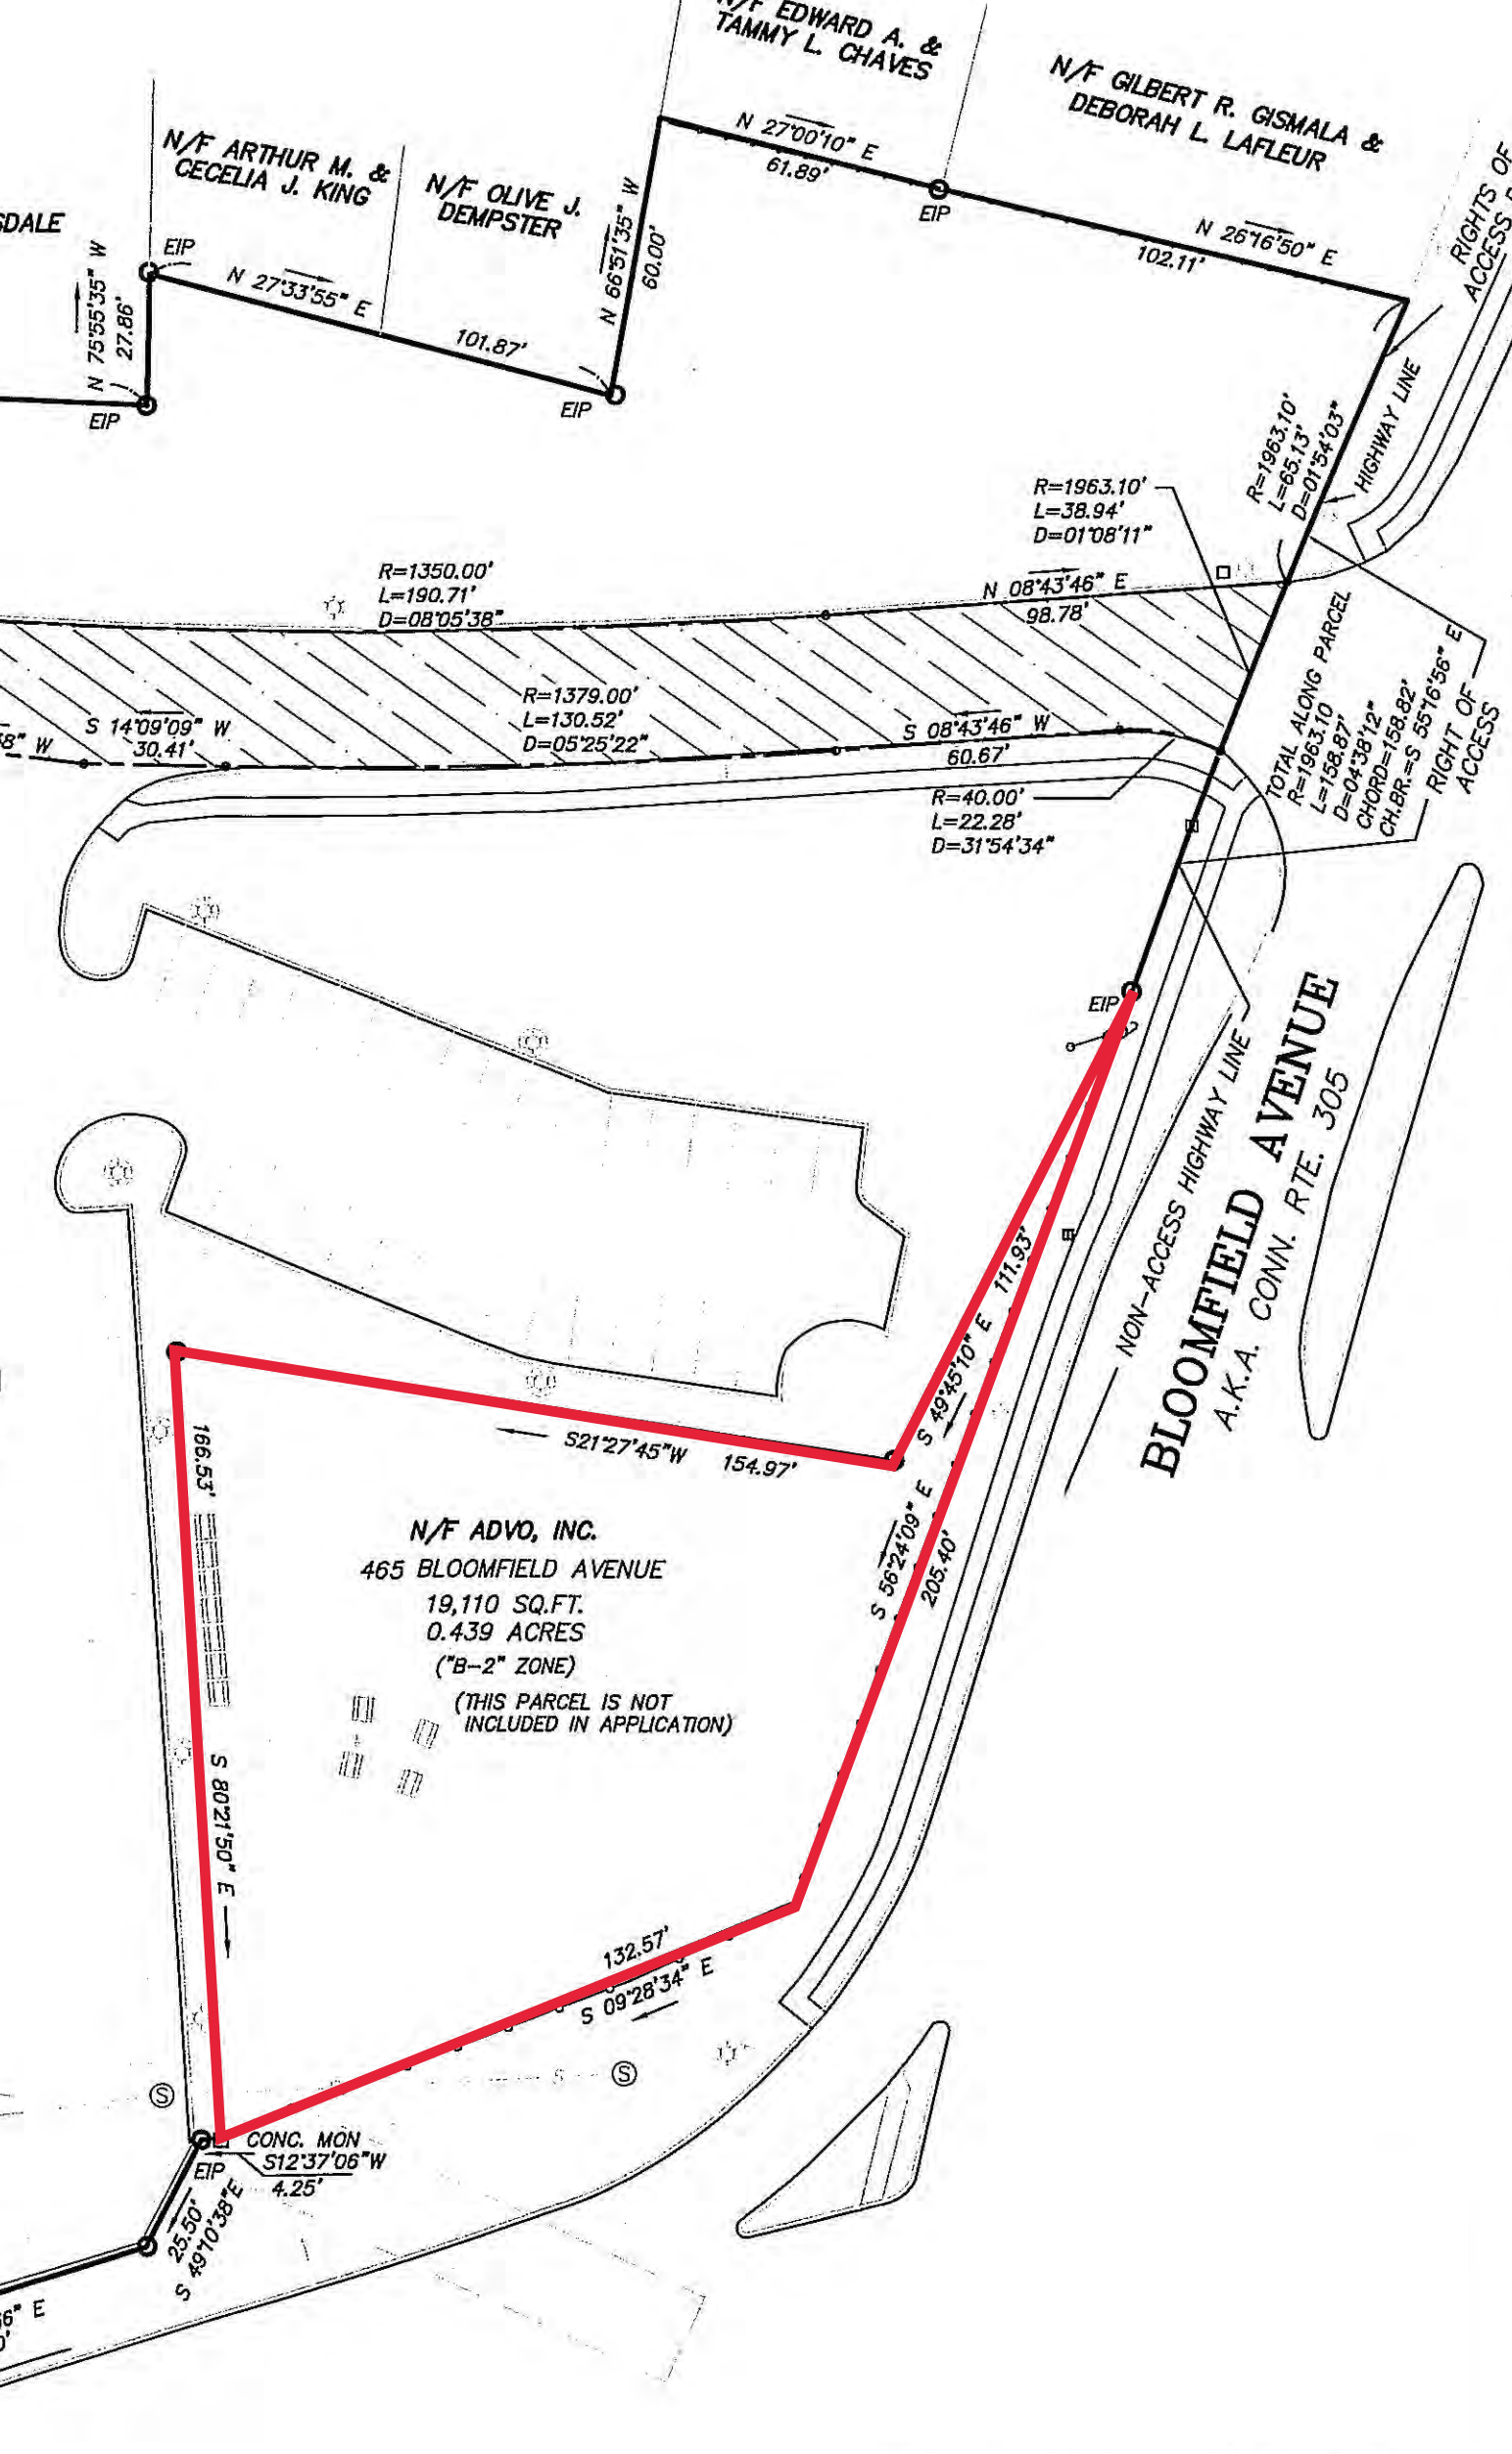 N/F EDWARD A. &
TAMMY L. CHAVES
N/F GILBERT R. GISMALA &
DEBORAH L. LAFLEUR
N/F ARTHUR M. &
CECELIA J. KING
N/F OLIVE J.
DEMPSTER
SDALE
RIGHTS OF
ACCESS
N 27°00'10" E
61.89'
EIP
N 26°16'50" E
102.11'
EIP
N 75°55'35" W
27.86'
N 27°33'55" E
101.87'
N 66°51'35" W
60.00'
EIP
EIP
HIGHWAY LINE
R=1963.10'
L=65.13'
D=01°54'03"
R=1963.10'
L=38.94'
D=01°08'11"
R=1350.00'
L=190.71'
D=08°05'38"
N 08°43'46" E
98.78'
R=1379.00'
L=130.52'
D=05°25'22"
8" W
S 14°09'09" W
30.41'
S 08°43'46" W
60.67'
R=40.00'
L=22.28'
D=31°54'34"
TOTAL ALONG PARCEL
R=1963.10
L=158.87'
D=04°38'12"
CHORD=158.82'
CH.BR.=S 55°16'56" E
RIGHT OF
ACCESS
EIP
NON-ACCESS HIGHWAY LINE
BLOOMFIELD AVENUE
A.K.A. CONN. RTE. 305
S 49°45'10" E 111.93'
S21°27'45"W 154.97'
166.53'
S 80°21'50" E
S 56°24'09" E
205.40'
N/F ADVO, INC.
465 BLOOMFIELD AVENUE
19,110 SQ.FT.
0.439 ACRES
("B-2" ZONE)
(THIS PARCEL IS NOT
INCLUDED IN APPLICATION)
132.57'
S 09°28'34" E
S
S
S
CONC. MON
EIP
S12°37'06"W
4.25'
25.50'
S 49°10'38"E
6" E